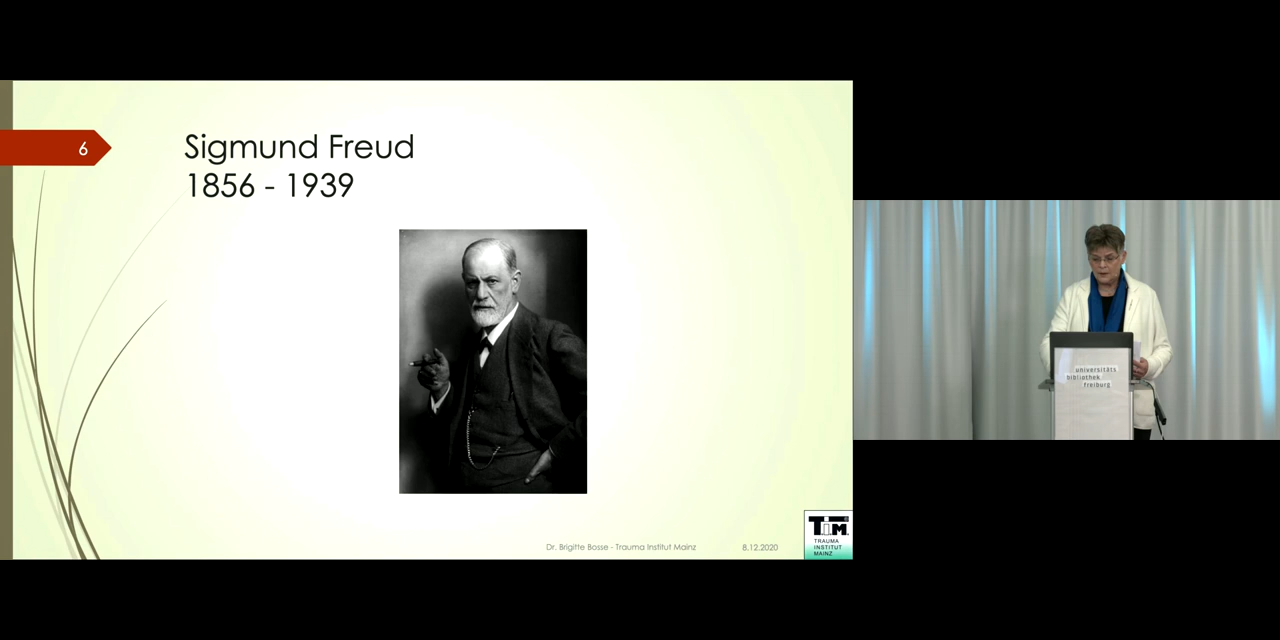 6
Sigmund Freud
1856 - 1939
Dr. Brigitte Bosse - Trauma Institut Mainz
8.12.2020
TiM
TRAUMA
INSTITUT
MAINZ
universitäts
bibliothek
freiburg